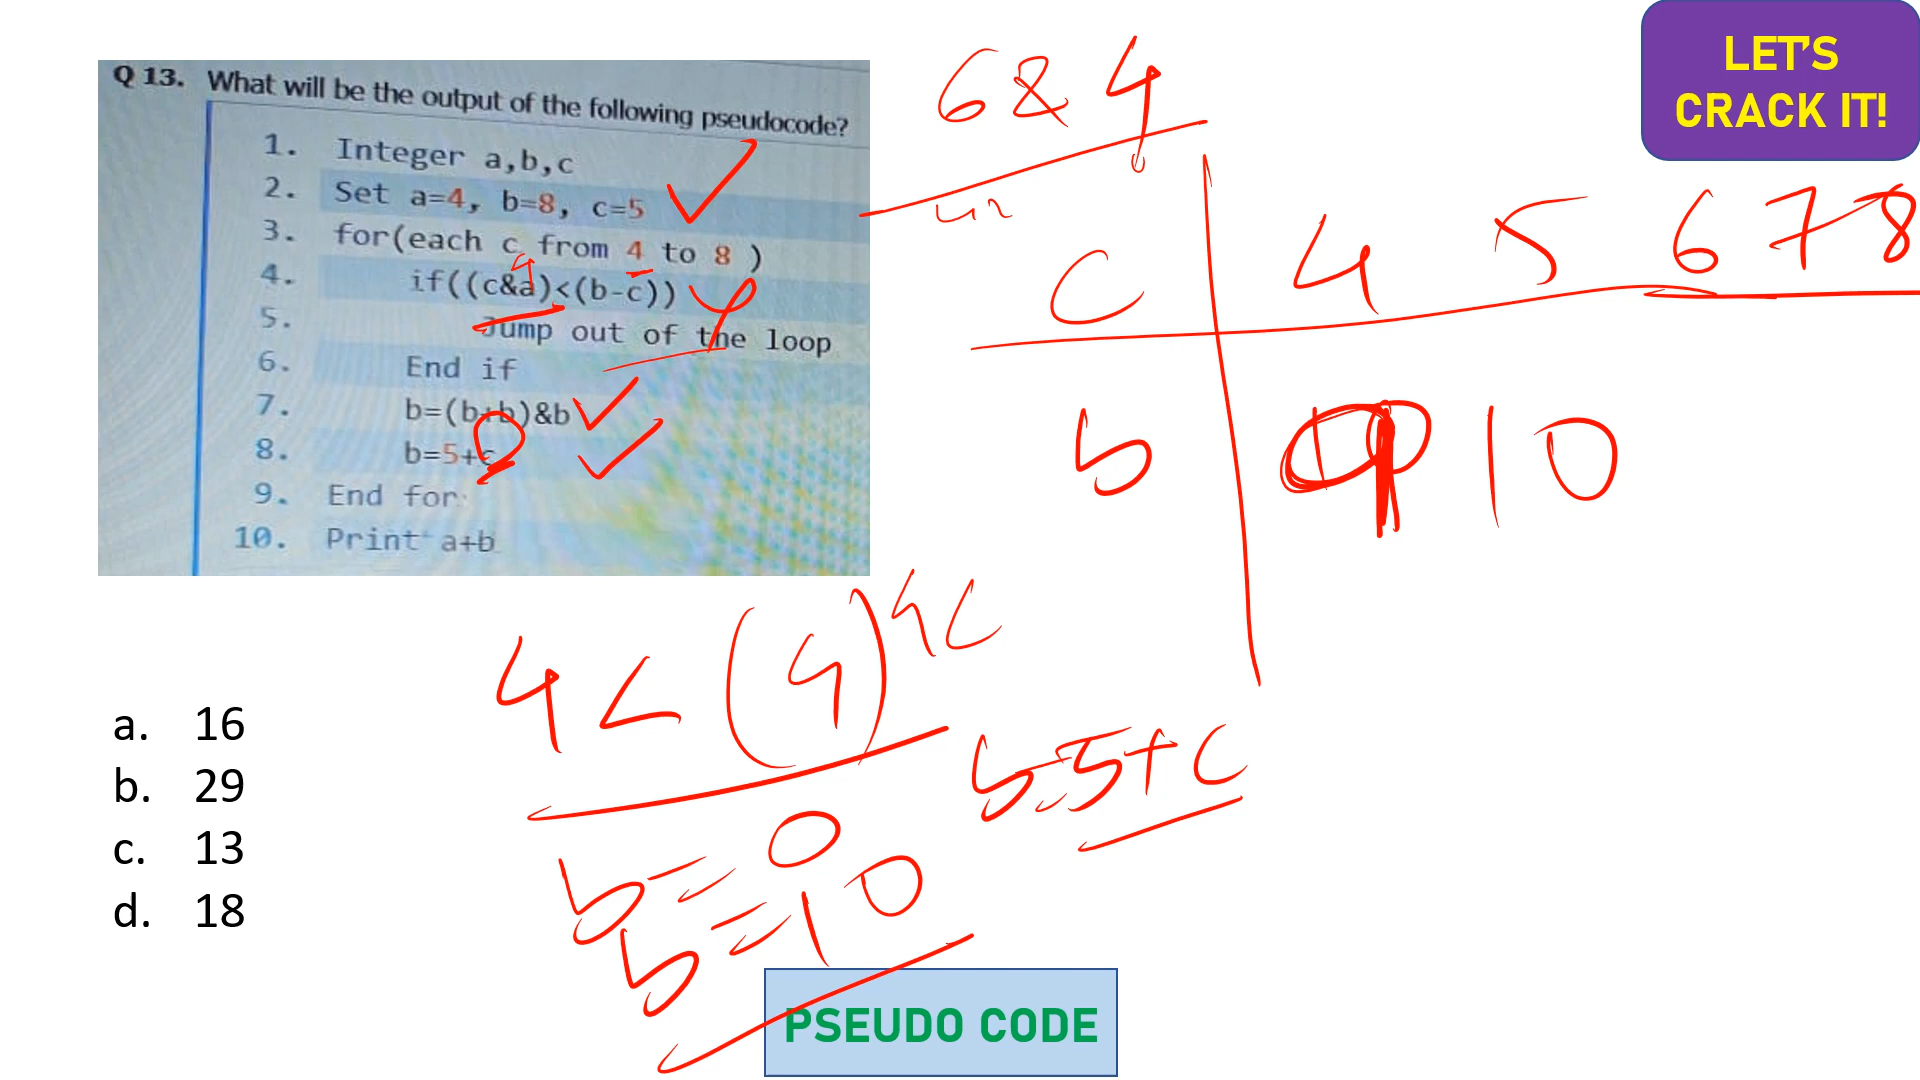 LET'S
CRACK IT!
Q 13. What will be the output of the following pseudocode?
1. Integer a,b,c
2. Set a=4, b=8, c=5
3. for(each c from 4 to 8 )
4. if((c&a)<(b-c))
5. Jump out of the loop
6. End if
7. b=(b+b)&b
8. b=5+c
9. End for
10. Print a+b
6 & 4
c 4 5 6 7 8
b 10
4 < (4)
b=5+c
b=0
b=10
a. 16
b. 29
c. 13
d. 18
PSEUDO CODE